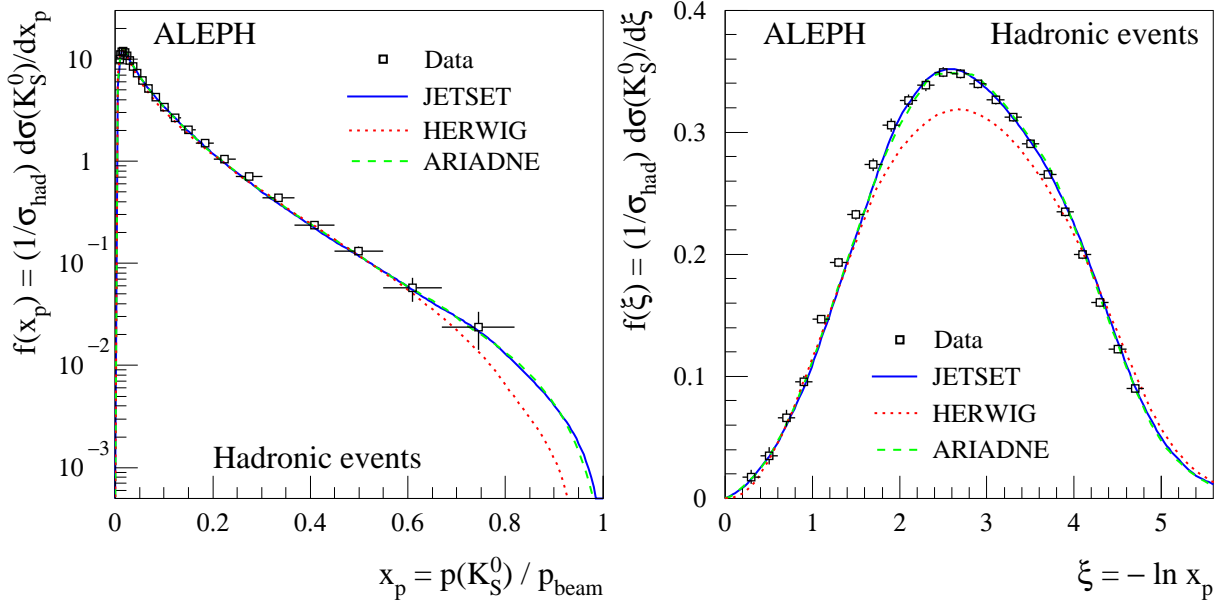 ALEPH
Data
JETSET
HERWIG
ARIADNE
Hadronic events
f(x_p) = (1/σ_had) dσ(K_S^0)/dx_p
10
1
10^−1
10^−2
10^−3
0 0.2 0.4 0.6 0.8 1
x_p = p(K_S^0) / p_beam
ALEPH Hadronic events
Data
JETSET
HERWIG
ARIADNE
f(ξ) = (1/σ_had) dσ(K_S^0)/dξ
0.4
0.3
0.2
0.1
0
0 1 2 3 4 5
ξ = − ln x_p